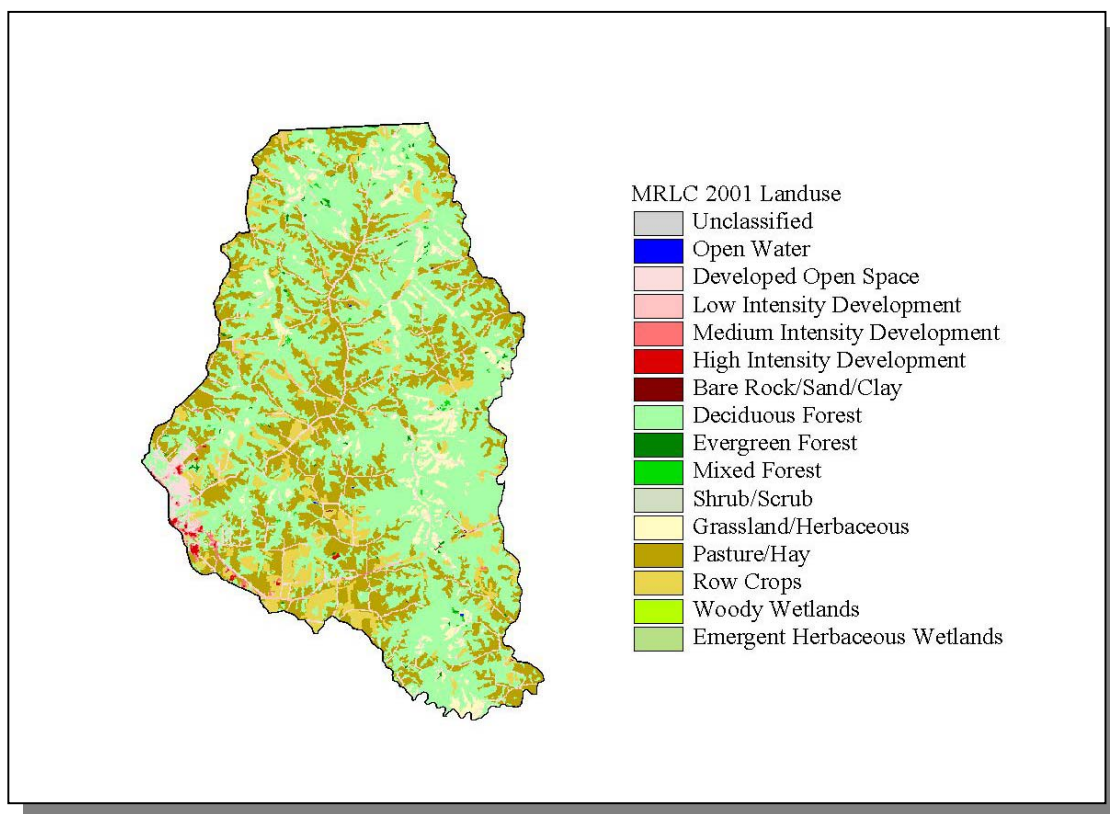 MRLC 2001 Landuse
Unclassified
Open Water
Developed Open Space
Low Intensity Development
Medium Intensity Development
High Intensity Development
Bare Rock/Sand/Clay
Deciduous Forest
Evergreen Forest
Mixed Forest
Shrub/Scrub
Grassland/Herbaceous
Pasture/Hay
Row Crops
Woody Wetlands
Emergent Herbaceous Wetlands